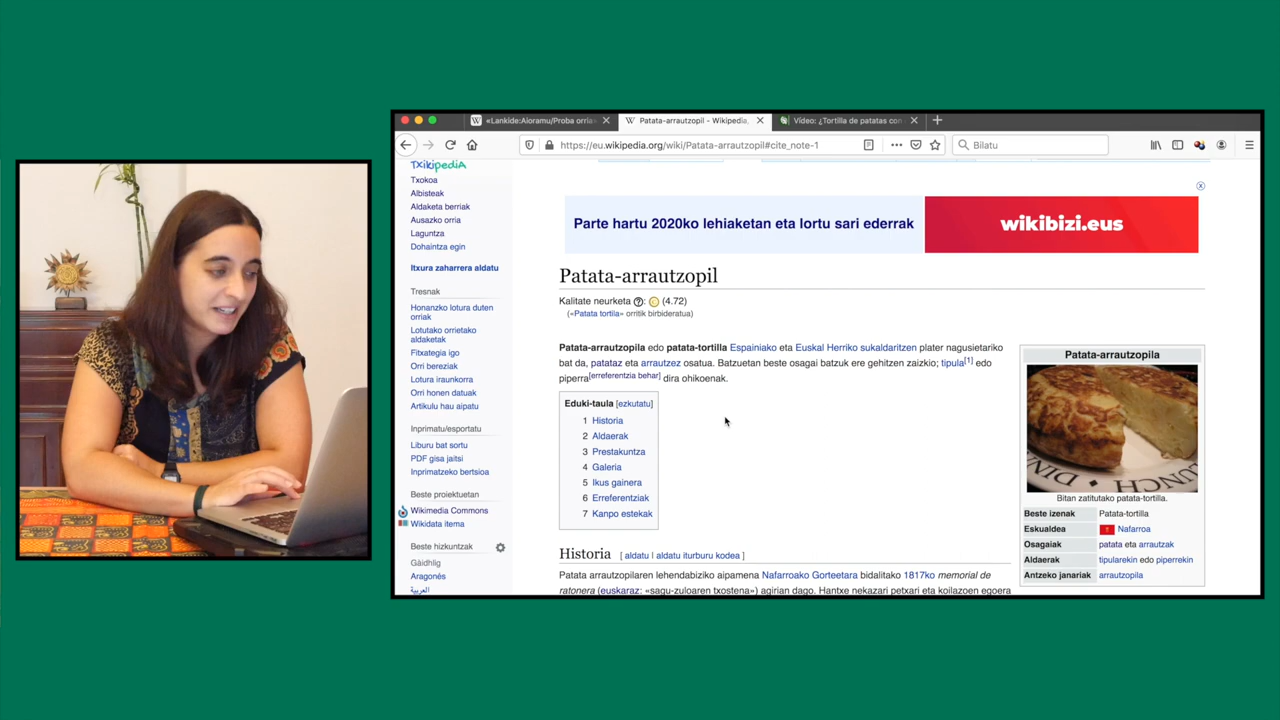 «Lankide:Aioramu/Proba orria
Patata-arrautzopil - Wikipedia,
Vídeo: ¿Tortilla de patatas con
https://eu.wikipedia.org/wiki/Patata-arrautzopil#cite_note-1
Bilatu
TXikipediA
Txokoa
Albisteak
Aldaketa berriak
Ausazko orria
Laguntza
Dohaintza egin
Itxura zaharrera aldatu
Tresnak
Honanzko lotura duten
orriak
Lotutako orrietako
aldaketak
Fitxategia igo
Orri bereziak
Lotura iraunkorra
Orri honen datuak
Artikulu hau aipatu
Inprimatu/esportatu
Liburu bat sortu
PDF gisa jaitsi
Inprimatzeko bertsioa
Beste proiektuetan
Wikimedia Commons
Wikidata itema
Beste hizkuntzak
Gàidhlig
Aragonés
العربية
Parte hartu 2020ko lehiaketan eta lortu sari ederrak
wikibizi.eus
Patata-arrautzopil
Kalitate neurketa ?: C (4.72)
(«Patata tortila» orritik birbideratua)
Patata-arrautzopila edo patata-tortilla Espainiako eta Euskal Herriko sukaldaritzen plater nagusietariko
bat da, patataz eta arrautzez osatua. Batzuetan beste osagai batzuk ere gehitzen zaizkio; tipula[1] edo
piperra[erreferentzia behar] dira ohikoenak.
Eduki-taula [ezkutatu]
1 Historia
2 Aldaerak
3 Prestakuntza
4 Galeria
5 Ikus gainera
6 Erreferentziak
7 Kanpo estekak
Historia [ aldatu | aldatu iturburu kodea ]
Patata arrautzopilaren lehendabiziko aipamena Nafarroako Gorteetara bidalitako 1817ko memorial de
ratonera (euskaraz: «sagu-zuloaren txostena») agirian dago. Hantxe nekazari petxari eta koilazoen egoera
Patata-arrautzopila
LUNCH DIN
Bitan zatitutako patata-tortilla.
Beste izenak Patata-tortilla
Eskualdea Nafarroa
Osagaiak patata eta arrautzak
Aldaerak tipularekin edo piperrekin
Antzeko janariak arrautzopila